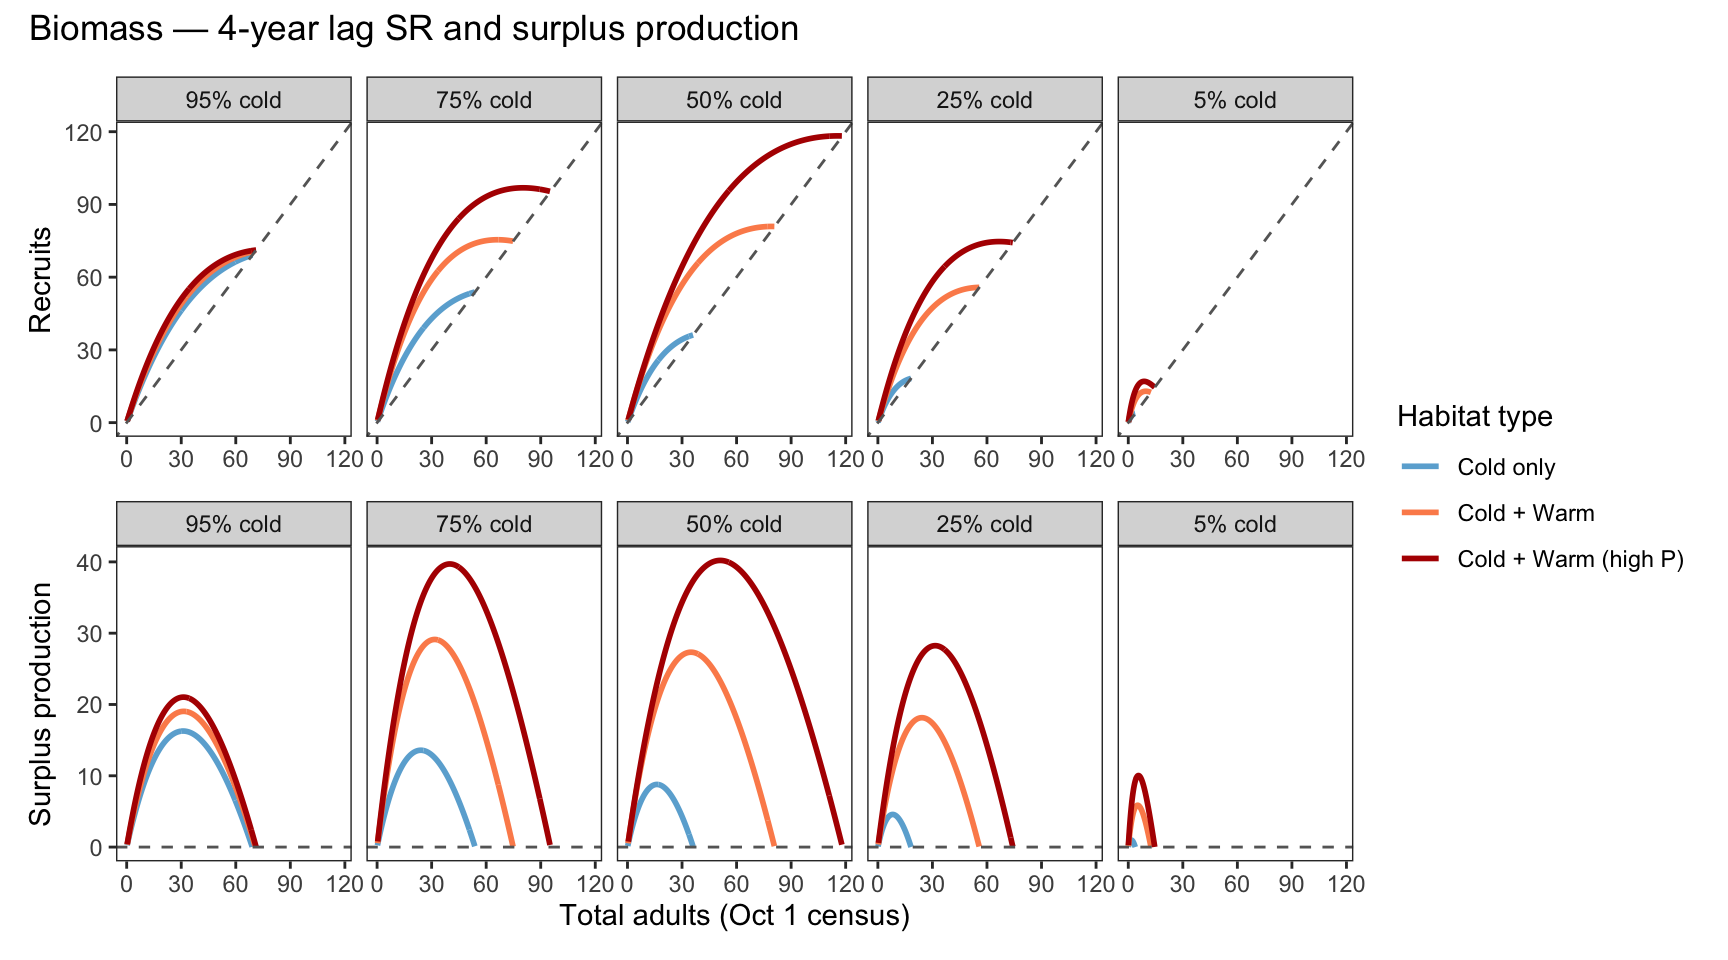 Biomass — 4-year lag SR and surplus production
95% cold 75% cold 50% cold 25% cold 5% cold
120
90
60
30
0
Recruits
0 30 60 90 120 0 30 60 90 120 0 30 60 90 120 0 30 60 90 120 0 30 60 90 120
95% cold 75% cold 50% cold 25% cold 5% cold
40
30
20
10
0
Surplus production
0 30 60 90 120 0 30 60 90 120 0 30 60 90 120 0 30 60 90 120 0 30 60 90 120
Total adults (Oct 1 census)
Habitat type
Cold only
Cold + Warm
Cold + Warm (high P)